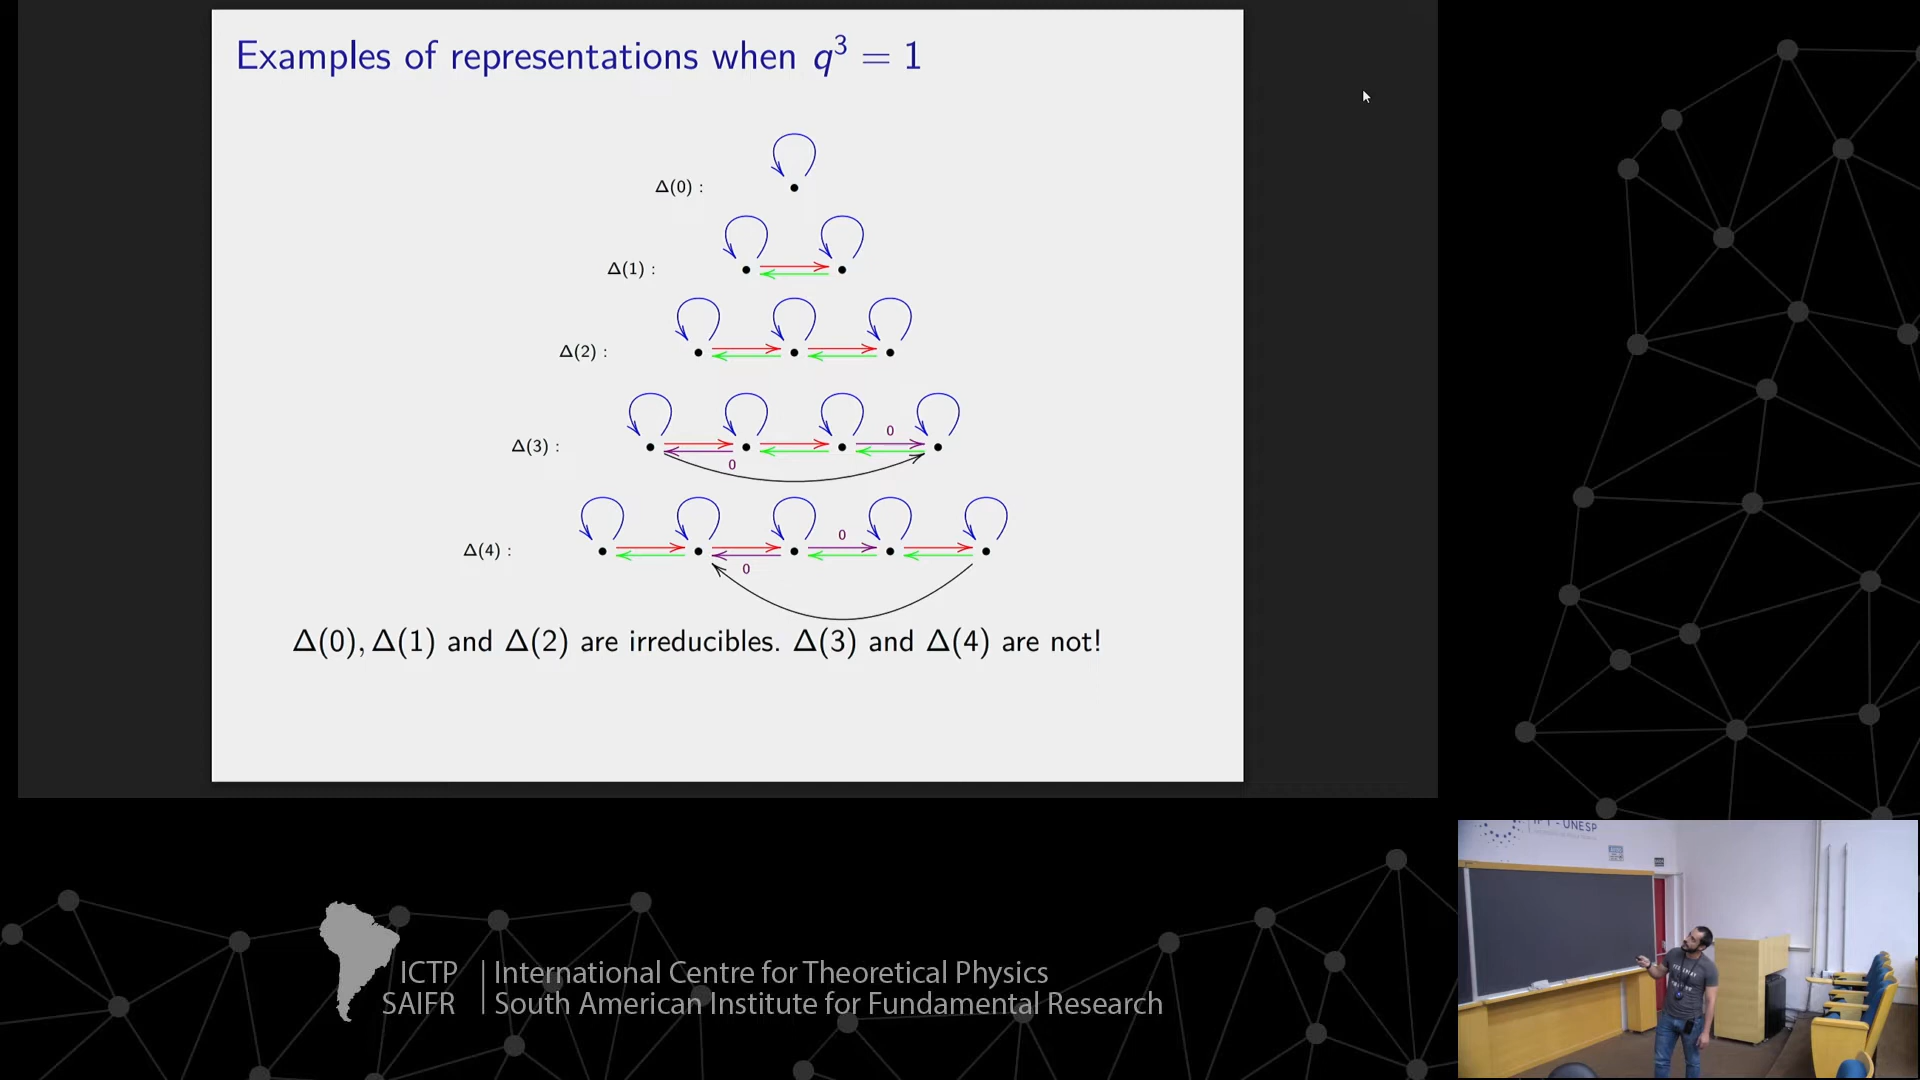 Examples of representations when q³ = 1
Δ(0) :
Δ(1) :
Δ(2) :
0
Δ(3) :
0
0
Δ(4) :
0
Δ(0), Δ(1) and Δ(2) are irreducibles. Δ(3) and Δ(4) are not!
IFT - UNESP
ICTP
International Centre for Theoretical Physics
SAIFR
South American Institute for Fundamental Research